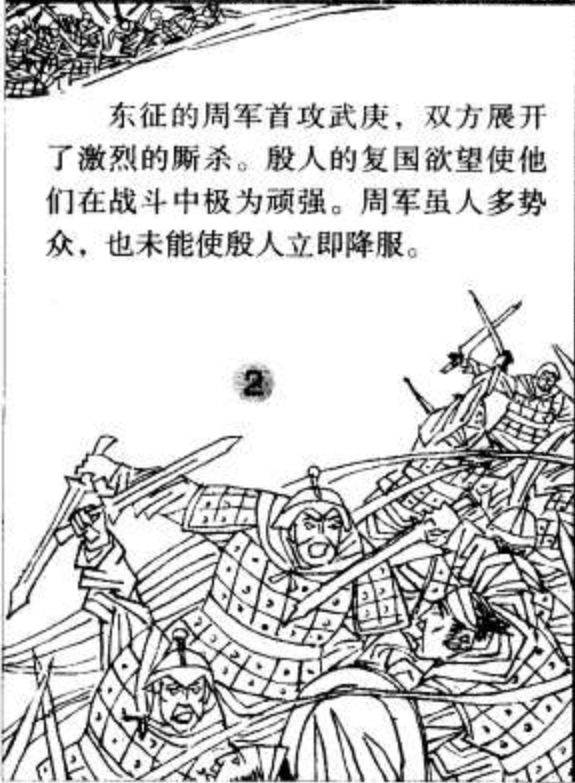 东征的周军首攻武庚，双方展开
了激烈的厮杀。殷人的复国欲望使他
们在战斗中极为顽强。周军虽人多势
众，也未能使殷人立即降服。
2